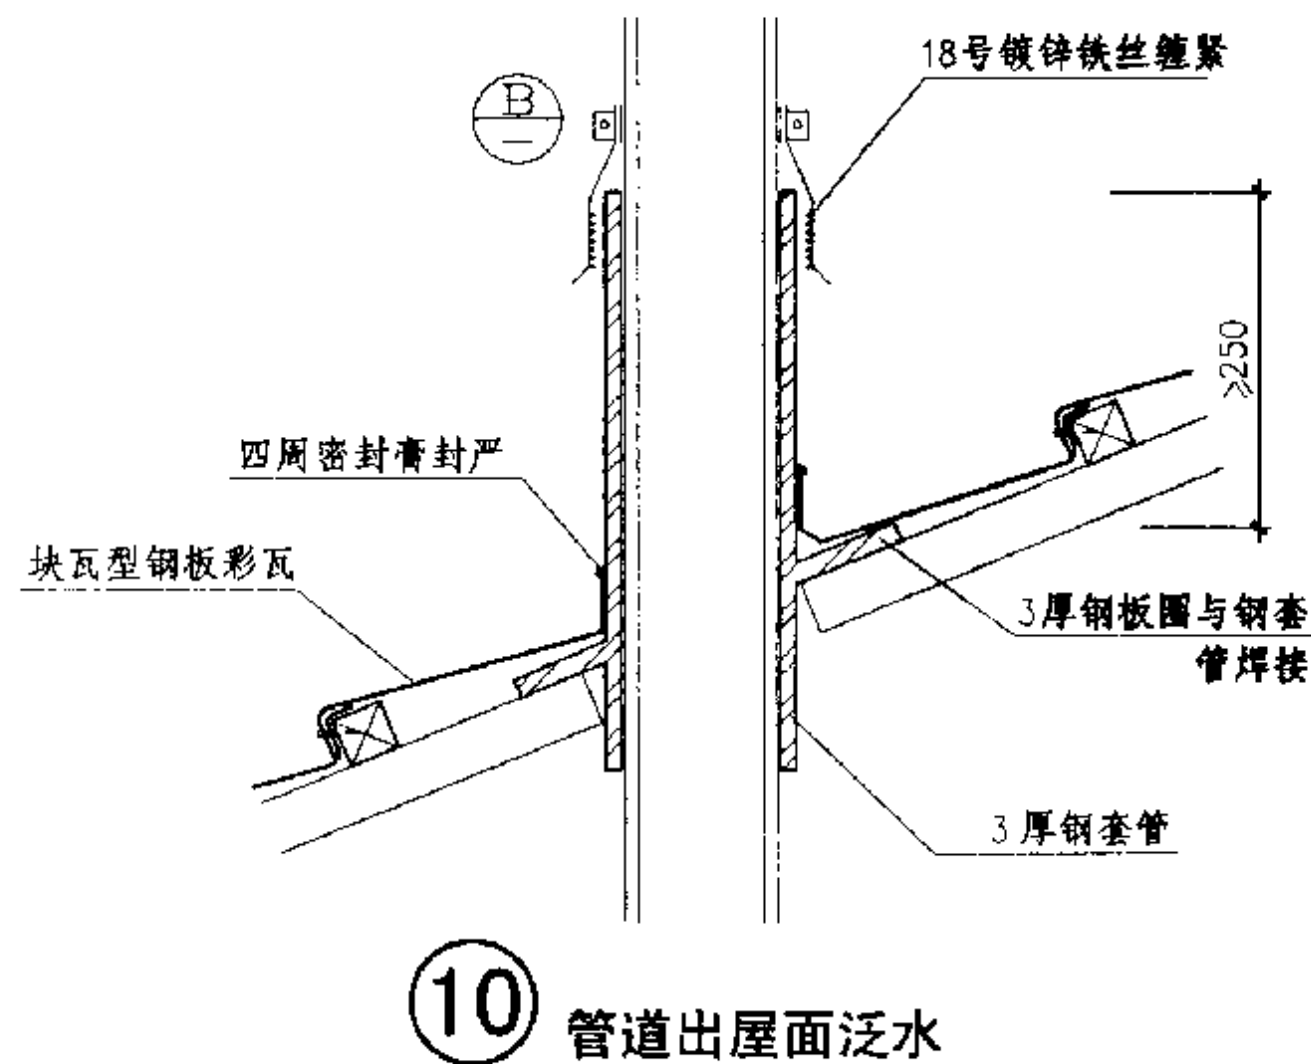 18号镀锌铁丝缠紧
B
—
≥250
四周密封膏封严
块瓦型钢板彩瓦
3厚钢板圈与钢套
管焊接
3厚钢套管
10 管道出屋面泛水